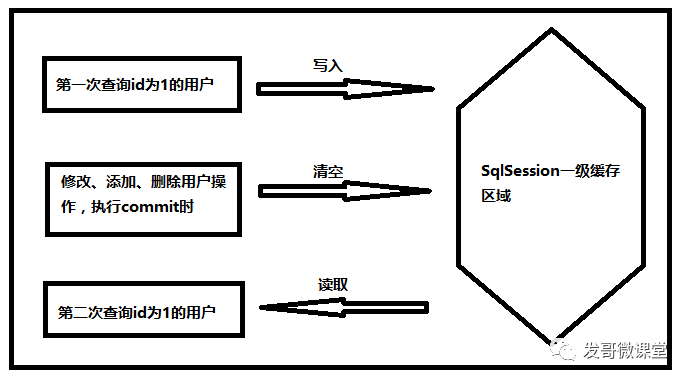 第一次查询id为1的用户
写入
修改、添加、删除用户操
作，执行commit时
清空
SqlSession一级缓存
区域
第二次查询id为1的用户
读取
发哥微课堂